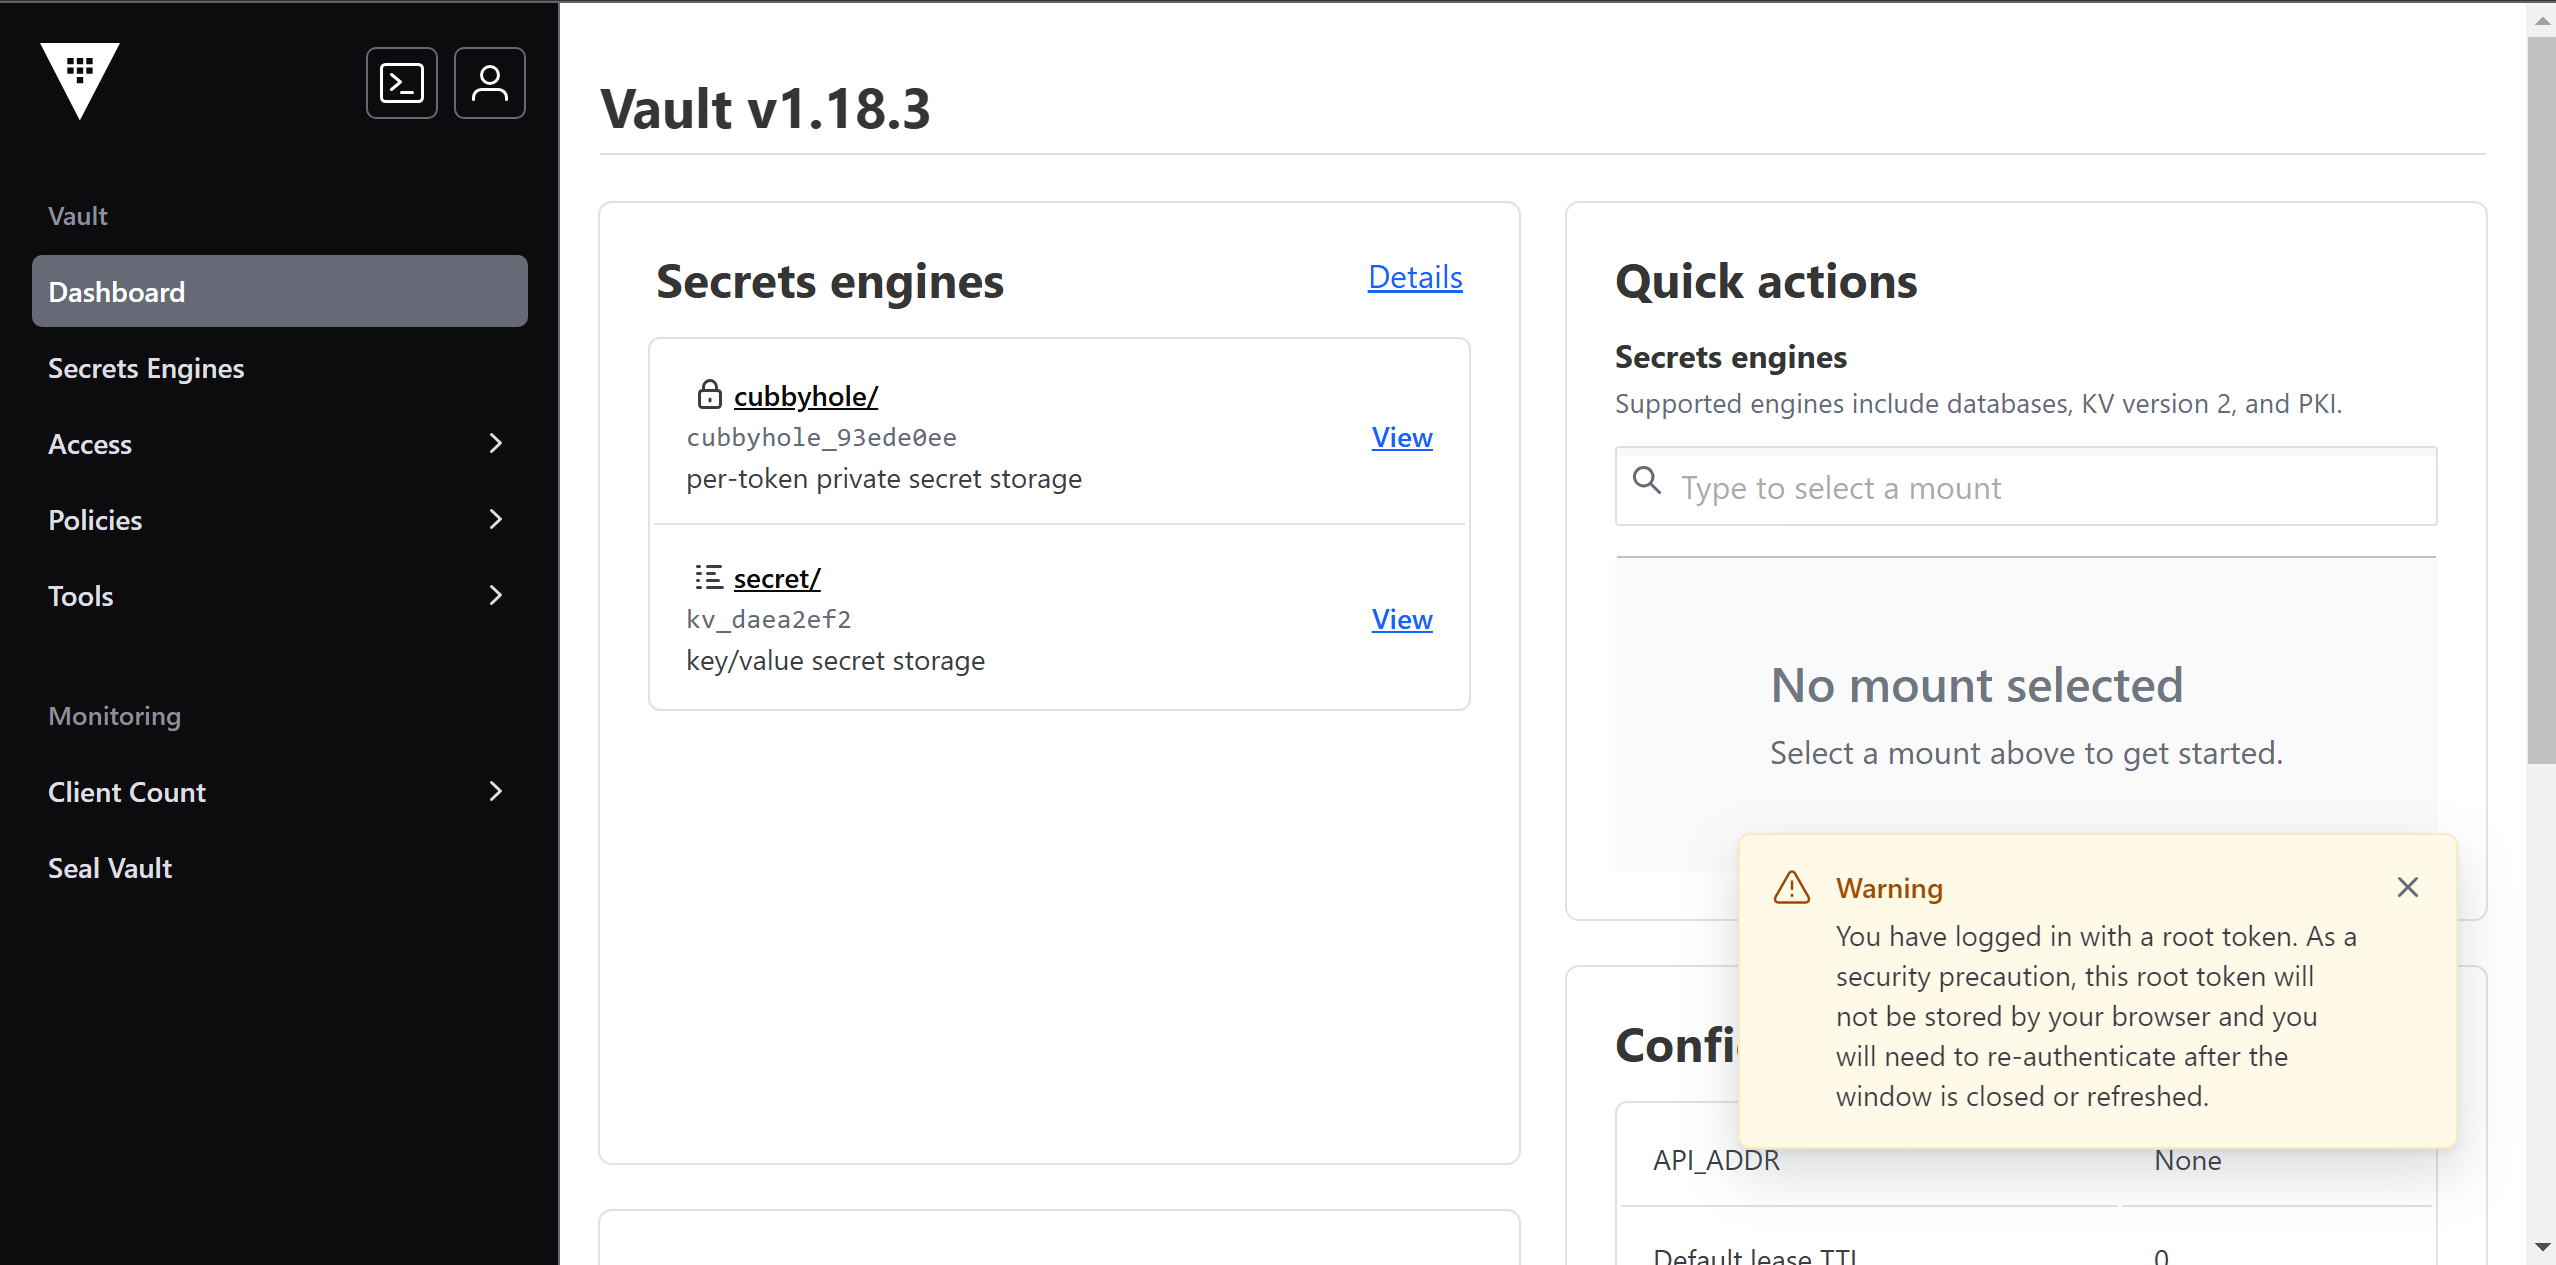 Vault
Dashboard
Secrets Engines
Access
Policies
Tools
Monitoring
Client Count
Seal Vault
Vault v1.18.3
Secrets engines
Details
cubbyhole/
cubbyhole_93ede0ee
View
per-token private secret storage
secret/
kv_daea2ef2
View
key/value secret storage
Quick actions
Secrets engines
Supported engines include databases, KV version 2, and PKI.
Type to select a mount
No mount selected
Select a mount above to get started.
Warning
You have logged in with a root token. As a
security precaution, this root token will
not be stored by your browser and you
will need to re-authenticate after the
window is closed or refreshed.
API_ADDR None
Default lease TTL 0